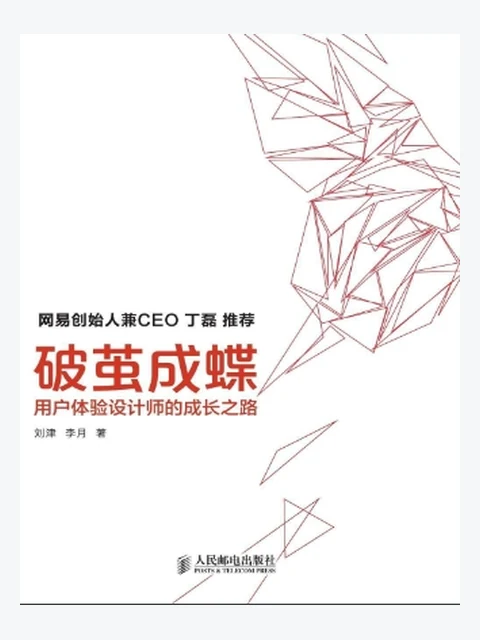 网易创始人兼CEO 丁磊 推荐
破茧成蝶
用户体验设计师的成长之路
刘津 李月 著
人民邮电出版社
POSTS & TELECOM PRESS